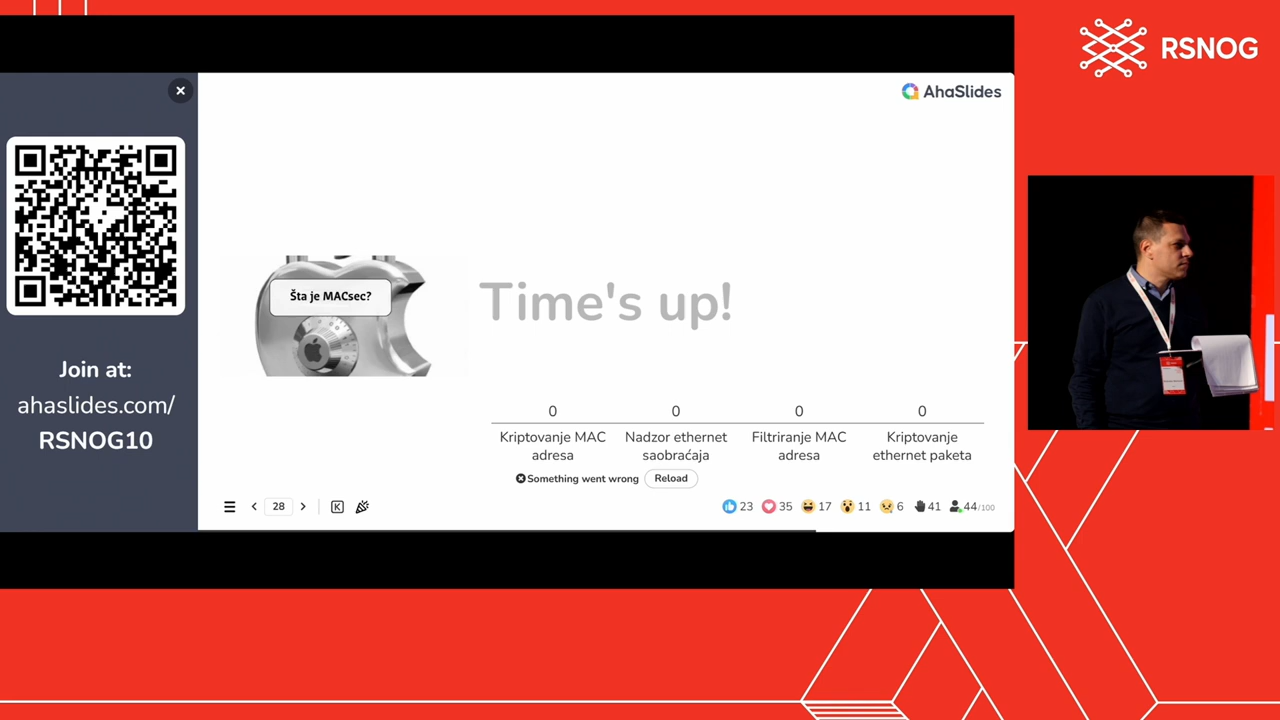 RSNOG
AhaSlides
Join at:
ahaslides.com/
RSNOG10
Šta je MACsec?
Time's up!
0
0
0
0
Kriptovanje MAC
adresa
Nadzor ethernet
saobraćaja
Filtriranje MAC
adresa
Kriptovanje
ethernet paketa
Something went wrong
Reload
28
K
23
35
17
11
6
41
44/100